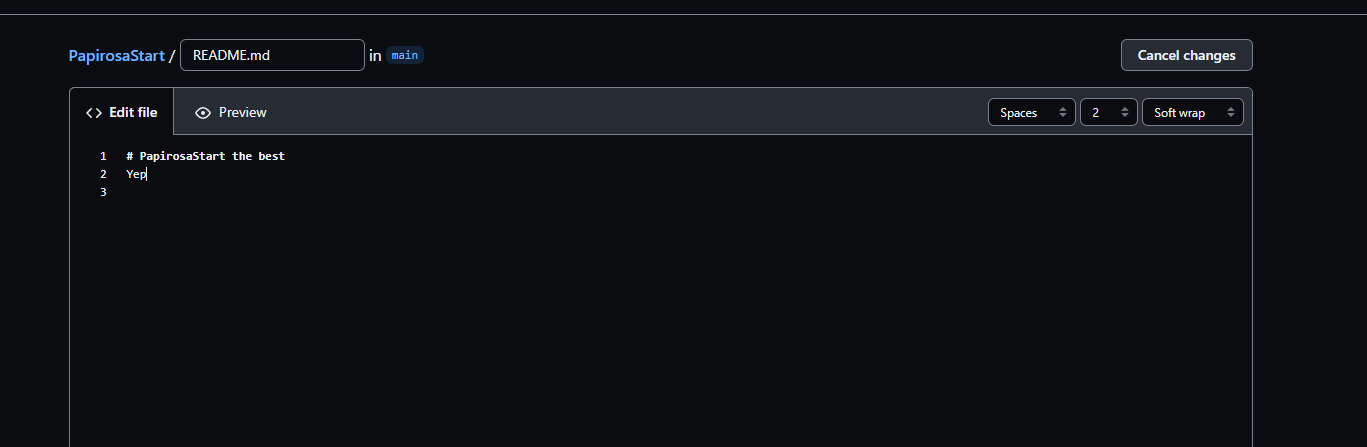 PapirosaStart / README.md in main Cancel changes
Edit file Preview Spaces 2 Soft wrap
1 # PapirosaStart the best
2 Yep
3